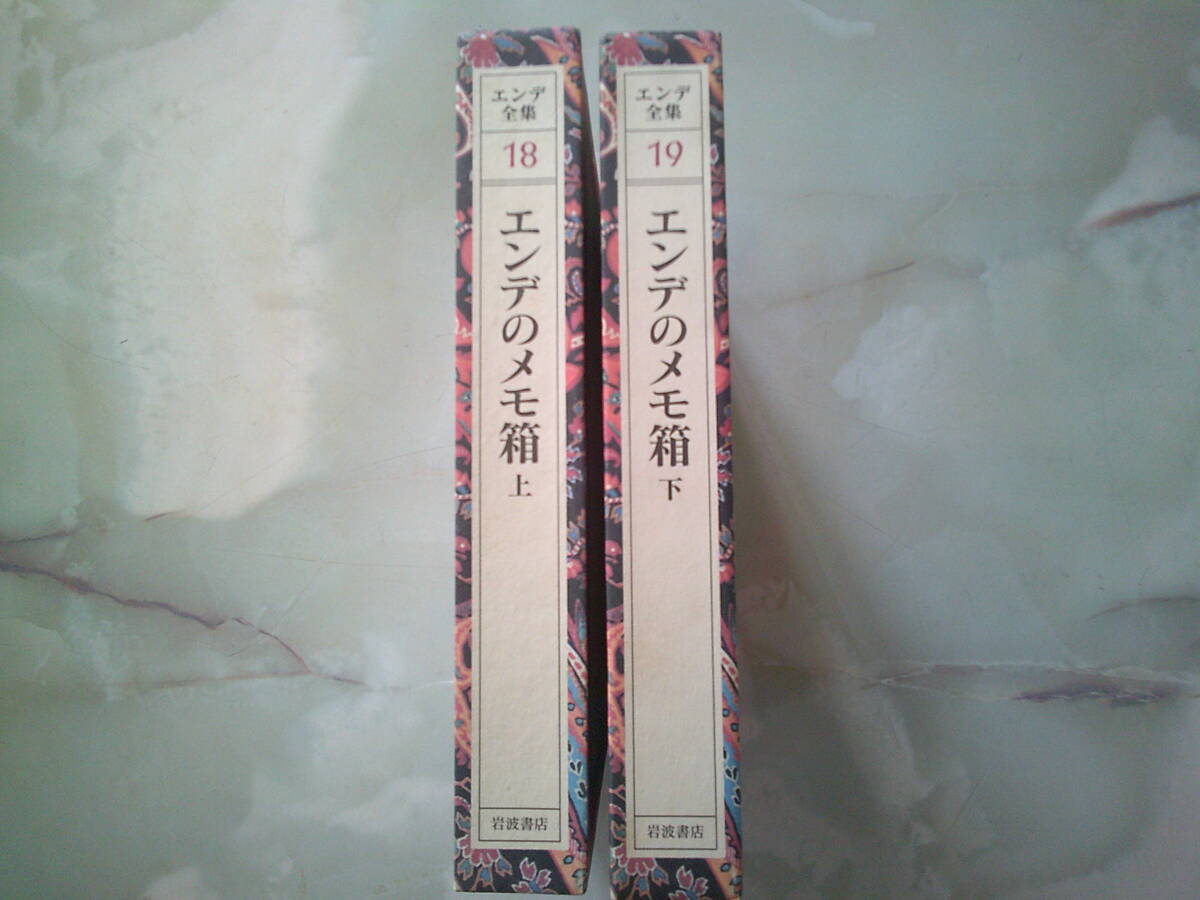 エンデ
全集
18
エンデのメモ箱 上
岩波書店
エンデ
全集
19
エンデのメモ箱 下
岩波書店